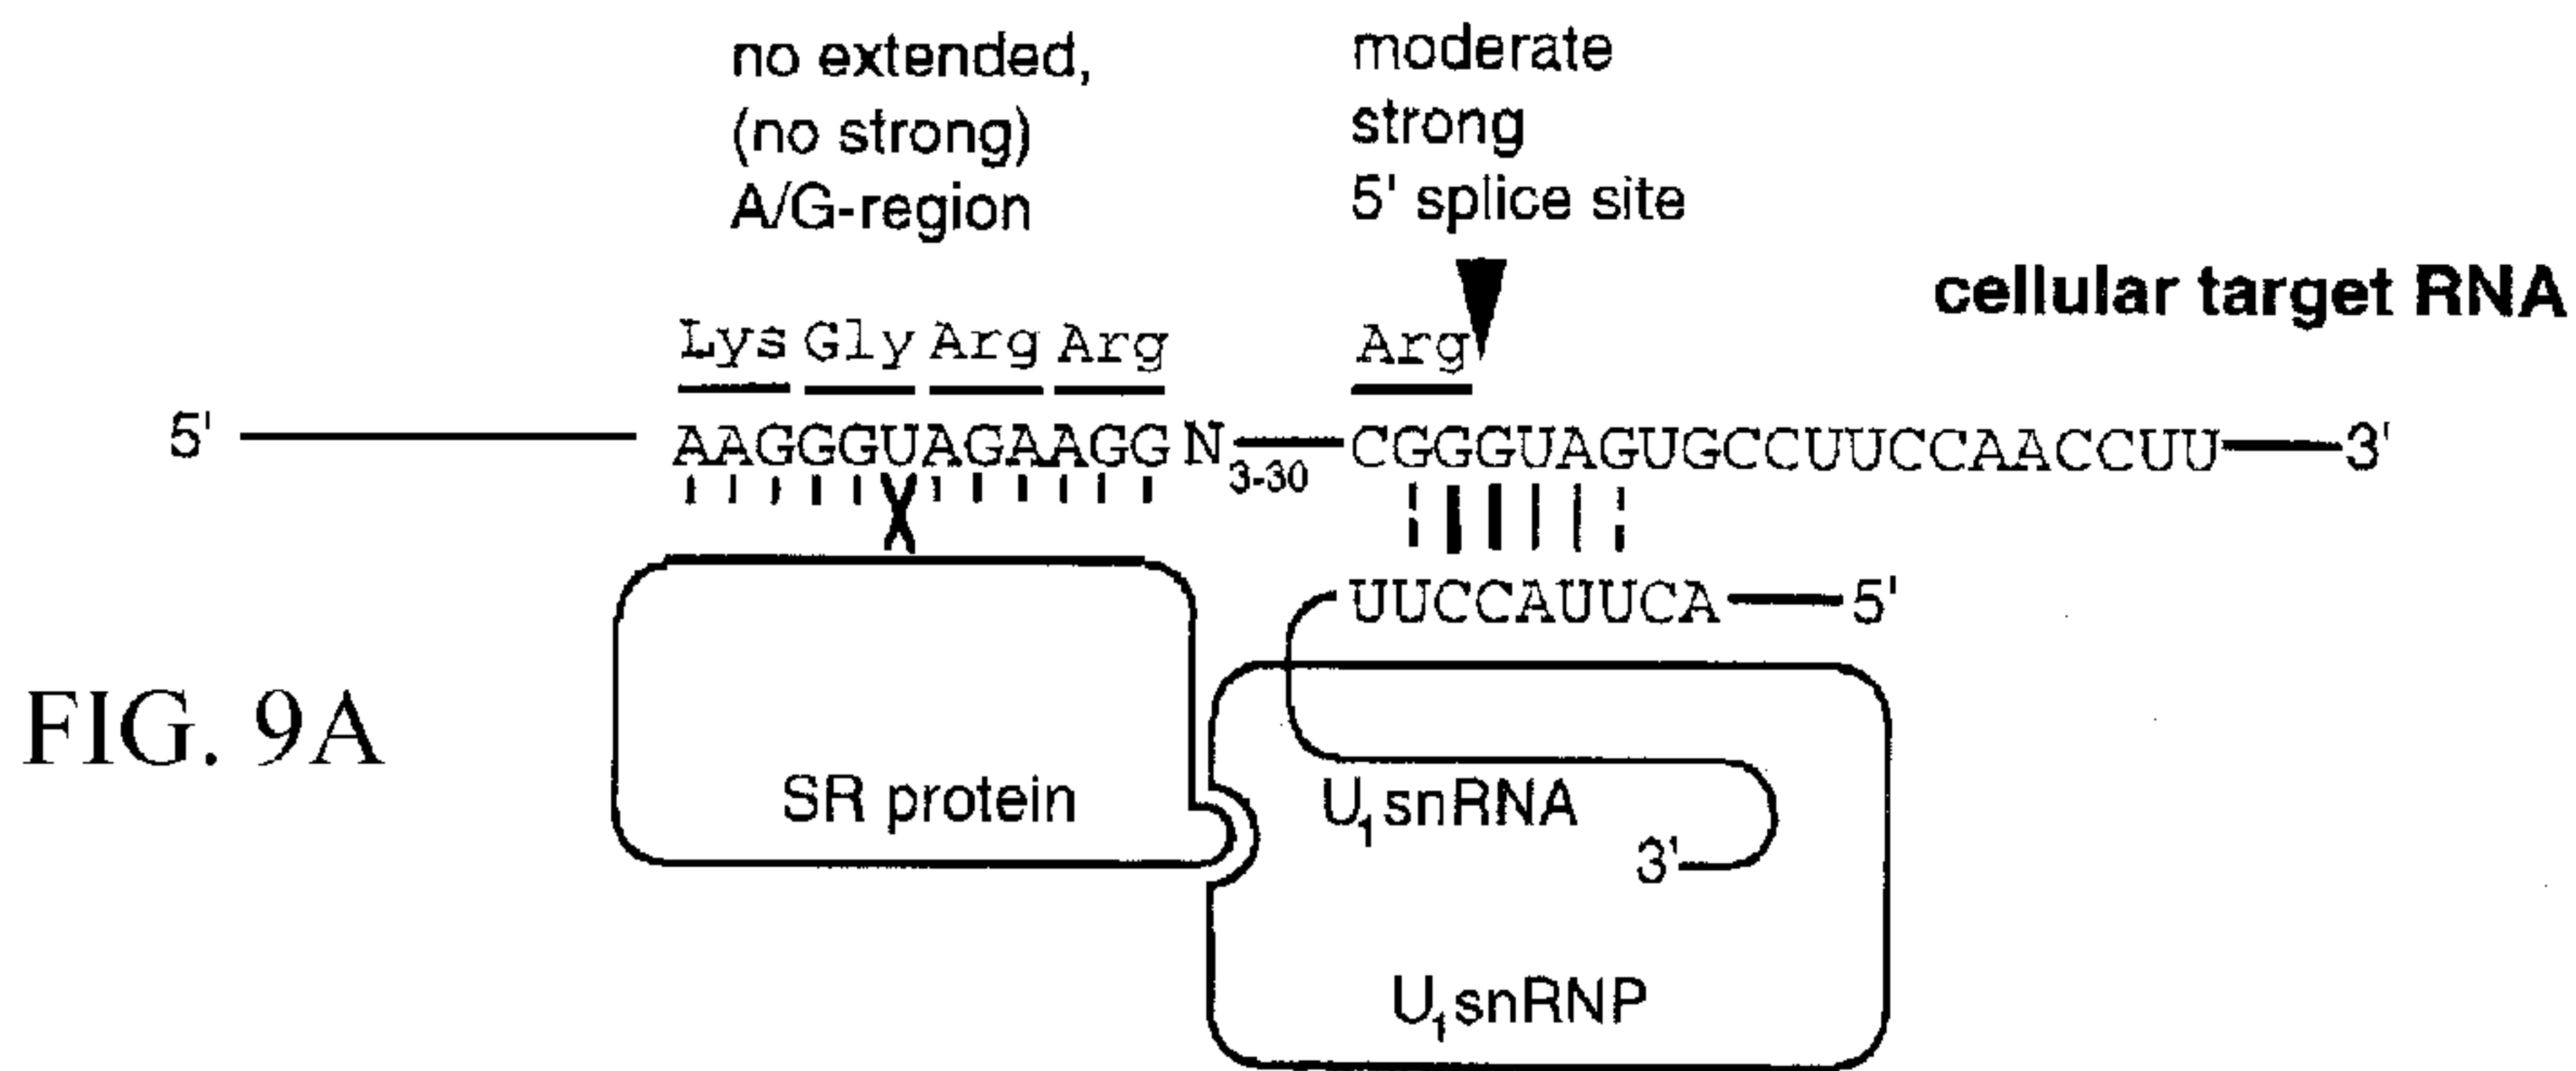 no extended,
(no strong)
A/G-region
moderate
strong
5' splice site
cellular target RNA
Lys Gly Arg Arg Arg
5' AAGGGUAGAAGG N3-30 CGGGUAGUGCCUUCCAACCUU 3'
X
UUCCAUUCA 5'
FIG. 9A
SR protein
U1snRNA
3'
U1snRNP